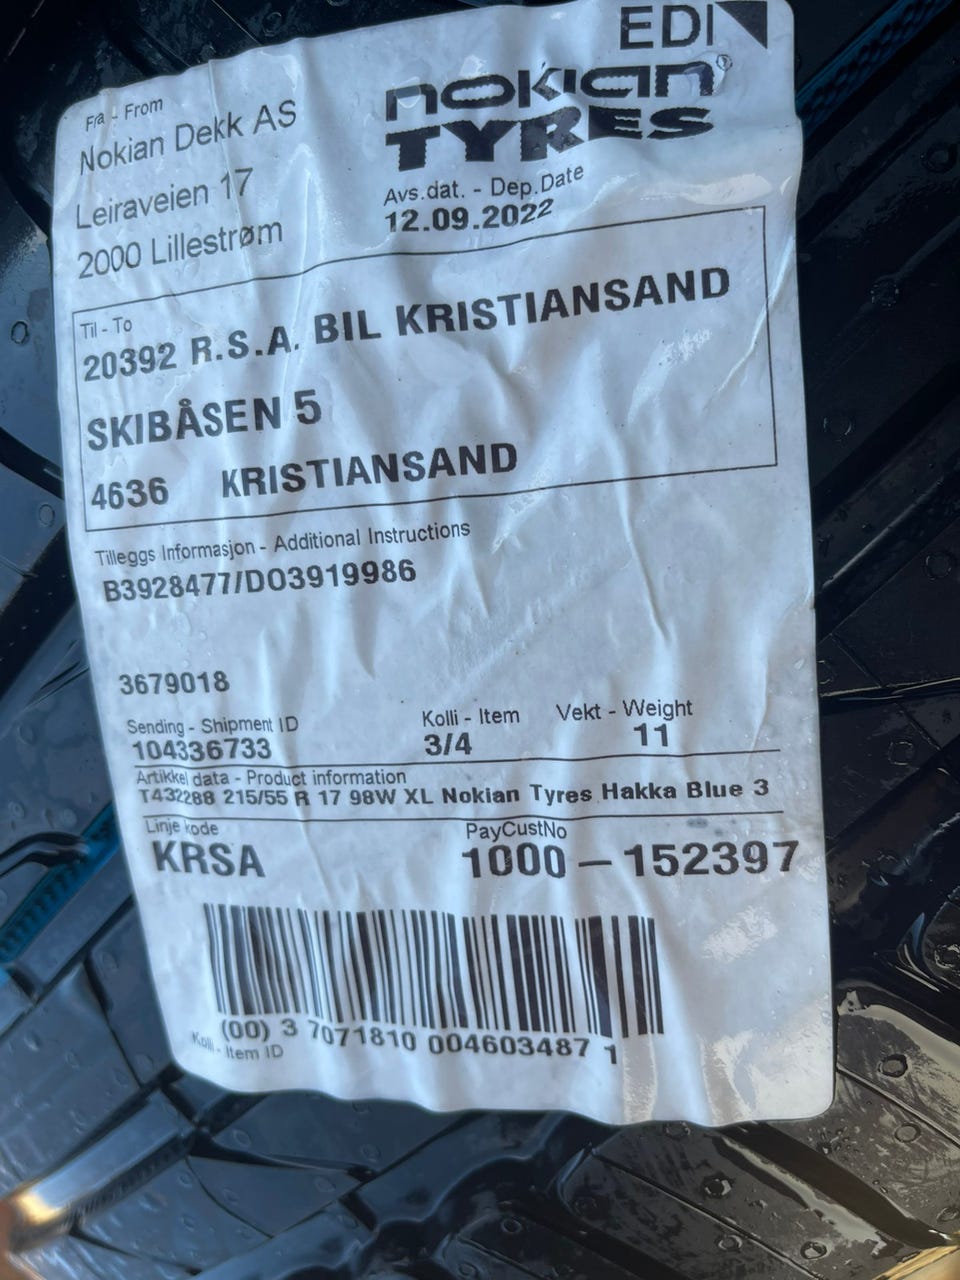 EDI
Fra - From
Nokian Dekk AS
Leiraveien 17
2000 Lillestrøm
nokian®
TYRES
Avs.dat. - Dep.Date
12.09.2022
Til - To
20392 R.S.A. BIL KRISTIANSAND
SKIBÅSEN 5
4636 KRISTIANSAND
Tilleggs Informasjon - Additional Instructions
B3928477/DO3919986
3679018
Sending - Shipment ID
104336733
Kolli - Item
3/4
Vekt - Weight
11
Artikkel data - Product information
T432288 215/55 R 17 98W XL Nokian Tyres Hakka Blue 3
Linje kode
KRSA
PayCustNo
1000 – 152397
(00) 3 7071810 004603487 1
Kolli - Item ID